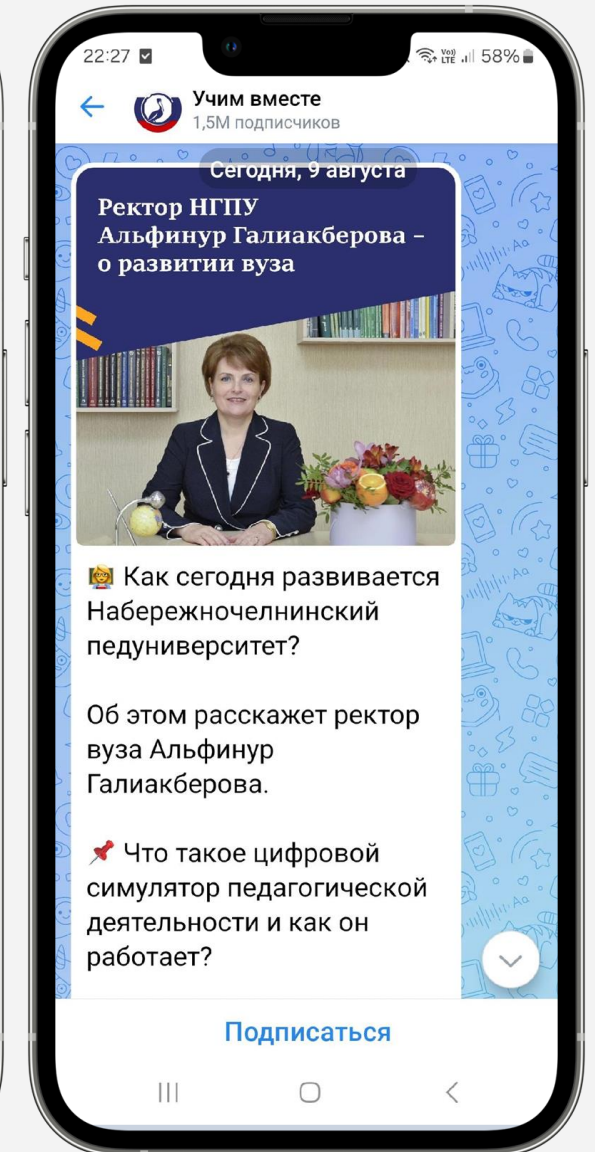 22:27
Vo)) LTE 58%
Учим вместе
1,5M подписчиков
Сегодня, 9 августа
Ректор НГПУ
Альфинур Галиакберова –
о развитии вуза
Как сегодня развивается
Набережночелнинский
педуниверситет?
Об этом расскажет ректор
вуза Альфинур
Галиакберова.
Что такое цифровой
симулятор педагогической
деятельности и как он
работает?
Подписаться